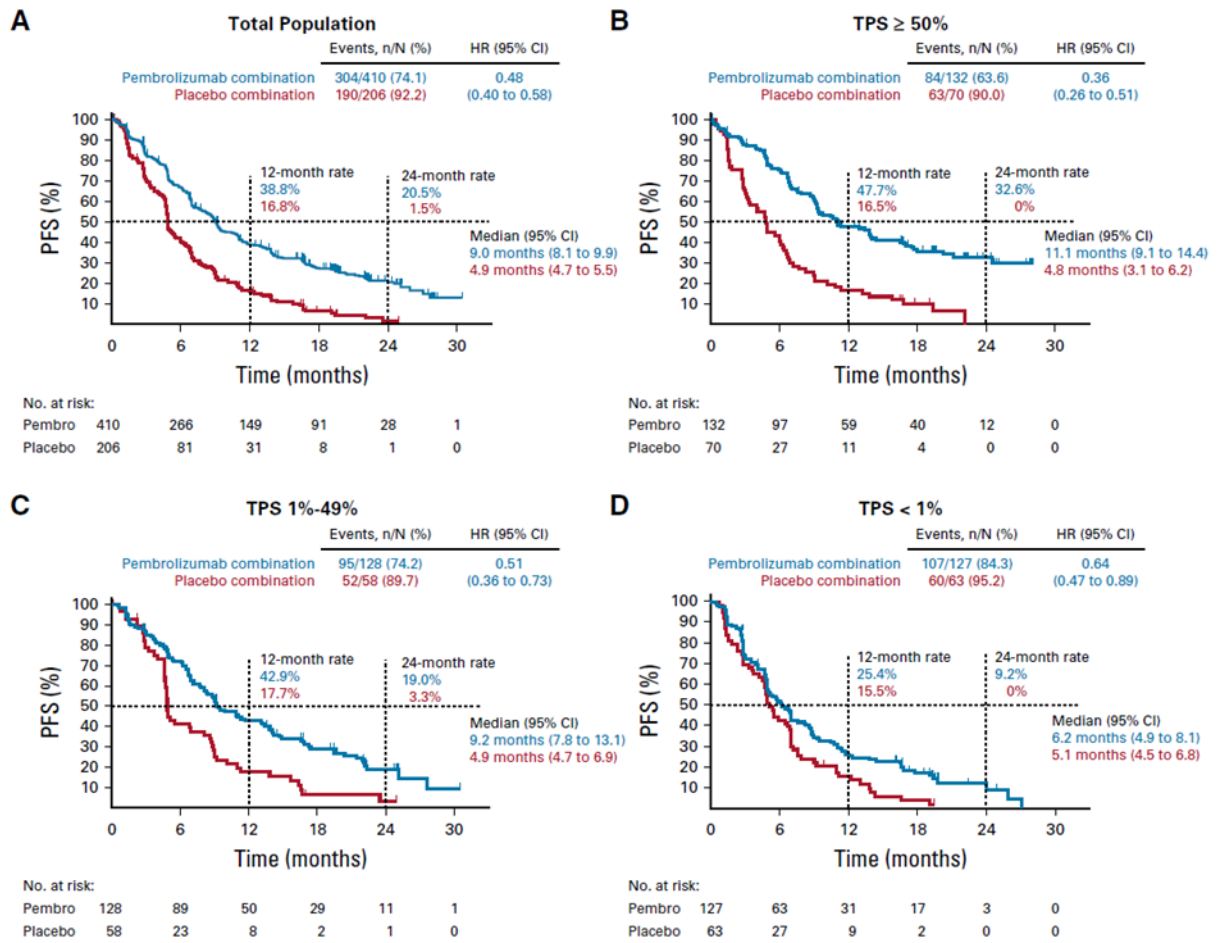 A
Total Population
Events, n/N (%) HR (95% CI)
Pembrolizumab combination 304/410 (74.1) 0.48
Placebo combination 190/206 (92.2) (0.40 to 0.58)
PFS (%)
100
90
80
70
60
50
40
30
20
10
12-month rate
38.8%
16.8%
24-month rate
20.5%
1.5%
Median (95% CI)
9.0 months (8.1 to 9.9)
4.9 months (4.7 to 5.5)
0 6 12 18 24 30
Time (months)
No. at risk:
Pembro 410 266 149 91 28 1
Placebo 206 81 31 8 1 0
B
TPS ≥ 50%
Events, n/N (%) HR (95% CI)
Pembrolizumab combination 84/132 (63.6) 0.36
Placebo combination 63/70 (90.0) (0.26 to 0.51)
PFS (%)
100
90
80
70
60
50
40
30
20
10
12-month rate
47.7%
16.5%
24-month rate
32.6%
0%
Median (95% CI)
11.1 months (9.1 to 14.4)
4.8 months (3.1 to 6.2)
0 6 12 18 24 30
Time (months)
No. at risk:
Pembro 132 97 59 40 12 0
Placebo 70 27 11 4 0 0
C
TPS 1%-49%
Events, n/N (%) HR (95% CI)
Pembrolizumab combination 95/128 (74.2) 0.51
Placebo combination 52/58 (89.7) (0.36 to 0.73)
PFS (%)
100
90
80
70
60
50
40
30
20
10
12-month rate
42.9%
17.7%
24-month rate
19.0%
3.3%
Median (95% CI)
9.2 months (7.8 to 13.1)
4.9 months (4.7 to 6.9)
0 6 12 18 24 30
Time (months)
No. at risk:
Pembro 128 89 50 29 11 1
Placebo 58 23 8 2 1 0
D
TPS < 1%
Events, n/N (%) HR (95% CI)
Pembrolizumab combination 107/127 (84.3) 0.64
Placebo combination 60/63 (95.2) (0.47 to 0.89)
PFS (%)
100
90
80
70
60
50
40
30
20
10
12-month rate
25.4%
15.5%
24-month rate
9.2%
0%
Median (95% CI)
6.2 months (4.9 to 8.1)
5.1 months (4.5 to 6.8)
0 6 12 18 24 30
Time (months)
No. at risk:
Pembro 127 63 31 17 3 0
Placebo 63 27 9 2 0 0